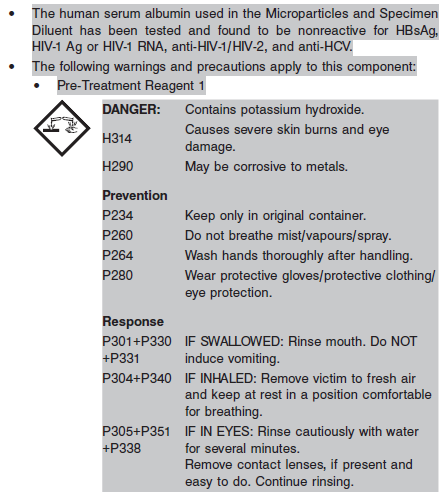 • The human serum albumin used in the Microparticles and Specimen
Diluent has been tested and found to be nonreactive for HBsAg,
HIV-1 Ag or HIV-1 RNA, anti-HIV-1/HIV-2, and anti-HCV.
• The following warnings and precautions apply to this component:
• Pre-Treatment Reagent 1
DANGER: Contains potassium hydroxide.
H314 Causes severe skin burns and eye
damage.
H290 May be corrosive to metals.
Prevention
P234 Keep only in original container.
P260 Do not breathe mist/vapours/spray.
P264 Wash hands thoroughly after handling.
P280 Wear protective gloves/protective clothing/
eye protection.
Response
P301+P330 IF SWALLOWED: Rinse mouth. Do NOT
+P331 induce vomiting.
P304+P340 IF INHALED: Remove victim to fresh air
and keep at rest in a position comfortable
for breathing.
P305+P351 IF IN EYES: Rinse cautiously with water
+P338 for several minutes.
Remove contact lenses, if present and
easy to do. Continue rinsing.